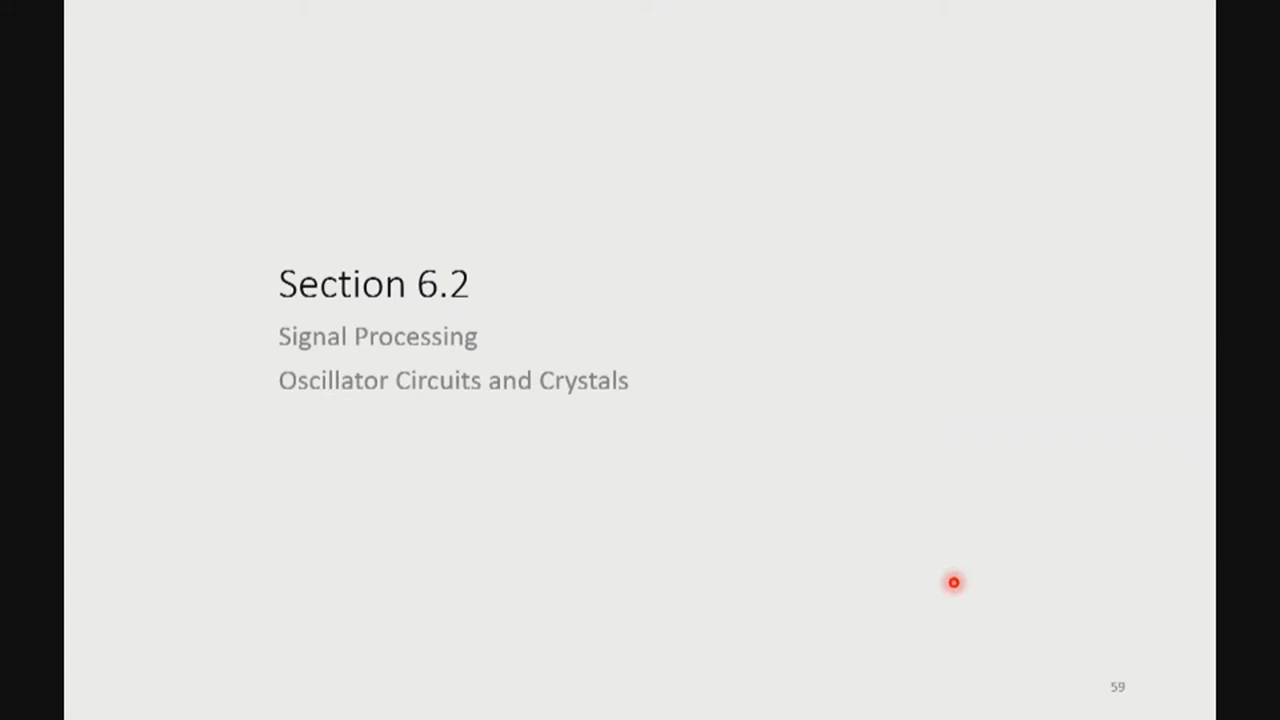 Section 6.2
Signal Processing
Oscillator Circuits and Crystals
59